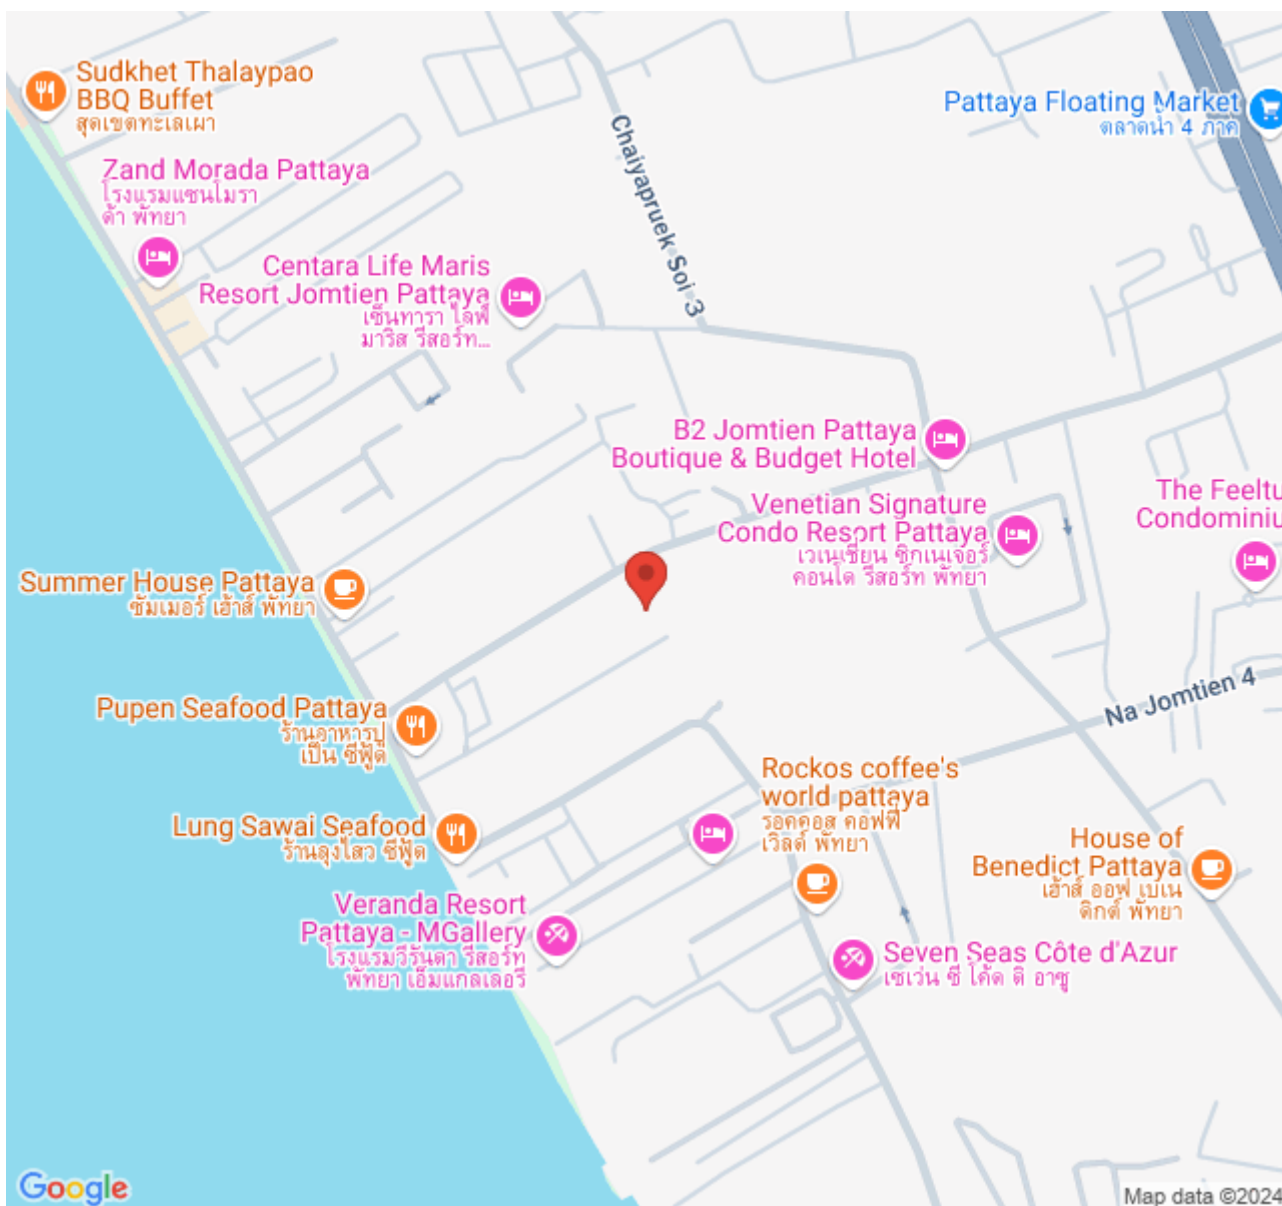 Sudkhet Thalaypao
BBQ Buffet
สุดเขตทะเลเผา
Pattaya Floating Market
ตลาดน้ำ 4 ภาค
Chaiyapruek Soi 3
Zand Morada Pattaya
โรงแรมแซนโมรา
ด้า พัทยา
Centara Life Maris
Resort Jomtien Pattaya
เซ็นทารา ไลฟ์
มาริส รีสอร์ท...
B2 Jomtien Pattaya
Boutique & Budget Hotel
Venetian Signature
Condo Resort Pattaya
เวเนเชี่ยน ซิกเนเจอร์
คอนโด รีสอร์ท พัทยา
The Feeltu
Condominiu
Summer House Pattaya
ซัมเมอร์ เฮ้าส์ พัทยา
Pupen Seafood Pattaya
ร้านอาหารปู
เป็น ซีฟู้ด
Na Jomtien 4
Rockos coffee's
world pattaya
รอคคอส คอฟฟี่
เวิลด์ พัทยา
Lung Sawai Seafood
ร้านลุงไสว ซีฟู้ด
House of
Benedict Pattaya
เฮ้าส์ ออฟ เบเน
ดิกต์ พัทยา
Veranda Resort
Pattaya - MGallery
โรงแรมวีรันดา รีสอร์ท
พัทยา เอ็มแกลเลอรี
Seven Seas Côte d'Azur
เซเว่น ซี โค้ด ดิ อาซู
Google
Map data ©2024